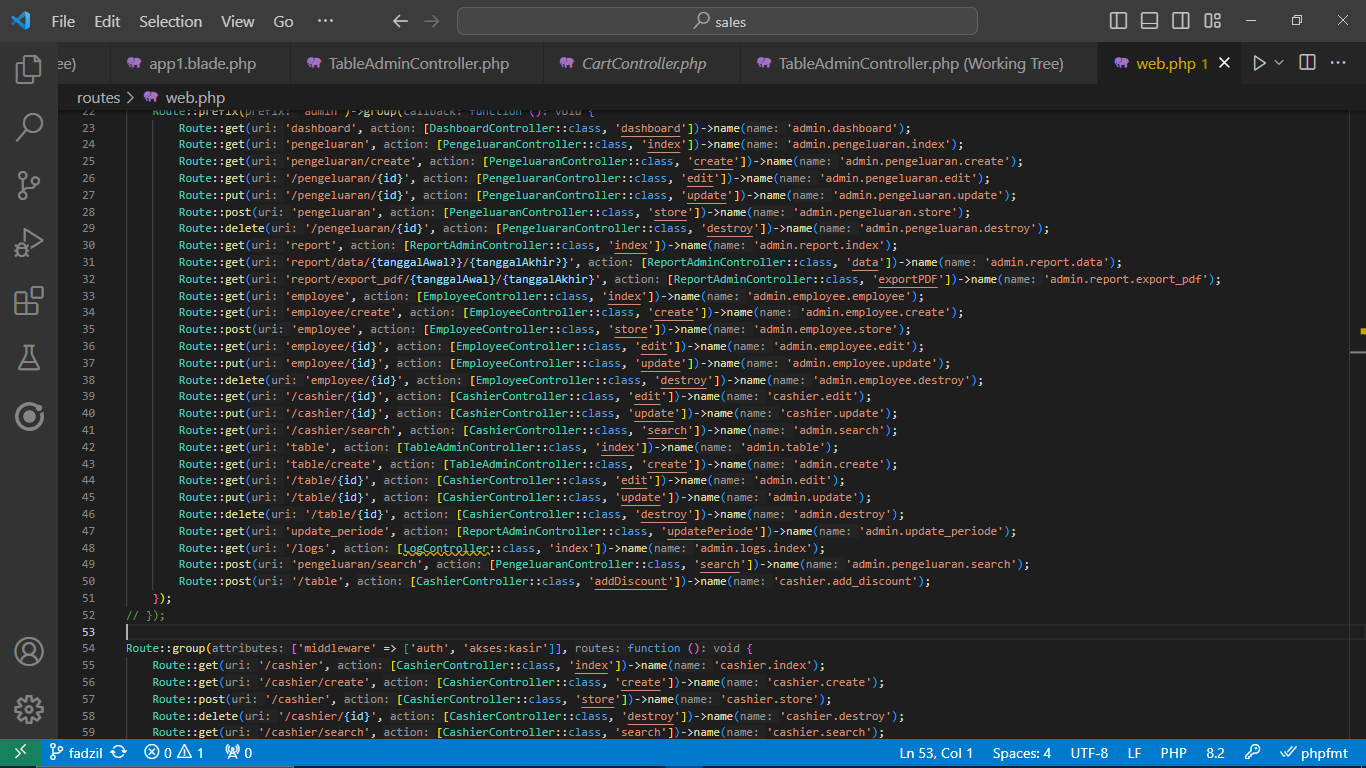 File Edit Selection View Go ··· sales
ee) app1.blade.php TableAdminController.php CartController.php TableAdminController.php (Working Tree) web.php 1
routes > web.php
22 Route::prefix(prefix: 'admin')->group(callback: function (): void {
23 Route::get(uri: 'dashboard', action: [DashboardController::class, 'dashboard'])->name(name: 'admin.dashboard');
24 Route::get(uri: 'pengeluaran', action: [PengeluaranController::class, 'index'])->name(name: 'admin.pengeluaran.index');
25 Route::get(uri: 'pengeluaran/create', action: [PengeluaranController::class, 'create'])->name(name: 'admin.pengeluaran.create');
26 Route::get(uri: '/pengeluaran/{id}', action: [PengeluaranController::class, 'edit'])->name(name: 'admin.pengeluaran.edit');
27 Route::put(uri: '/pengeluaran/{id}', action: [PengeluaranController::class, 'update'])->name(name: 'admin.pengeluaran.update');
28 Route::post(uri: 'pengeluaran', action: [PengeluaranController::class, 'store'])->name(name: 'admin.pengeluaran.store');
29 Route::delete(uri: '/pengeluaran/{id}', action: [PengeluaranController::class, 'destroy'])->name(name: 'admin.pengeluaran.destroy');
30 Route::get(uri: 'report', action: [ReportAdminController::class, 'index'])->name(name: 'admin.report.index');
31 Route::get(uri: 'report/data/{tanggalAwal?}/{tanggalAkhir?}', action: [ReportAdminController::class, 'data'])->name(name: 'admin.report.data');
32 Route::get(uri: 'report/export_pdf/{tanggalAwal}/{tanggalAkhir}', action: [ReportAdminController::class, 'exportPDF'])->name(name: 'admin.report.export_pdf');
33 Route::get(uri: 'employee', action: [EmployeeController::class, 'index'])->name(name: 'admin.employee.employee');
34 Route::get(uri: 'employee/create', action: [EmployeeController::class, 'create'])->name(name: 'admin.employee.create');
35 Route::post(uri: 'employee', action: [EmployeeController::class, 'store'])->name(name: 'admin.employee.store');
36 Route::get(uri: 'employee/{id}', action: [EmployeeController::class, 'edit'])->name(name: 'admin.employee.edit');
37 Route::put(uri: 'employee/{id}', action: [EmployeeController::class, 'update'])->name(name: 'admin.employee.update');
38 Route::delete(uri: 'employee/{id}', action: [EmployeeController::class, 'destroy'])->name(name: 'admin.employee.destroy');
39 Route::get(uri: '/cashier/{id}', action: [CashierController::class, 'edit'])->name(name: 'cashier.edit');
40 Route::put(uri: '/cashier/{id}', action: [CashierController::class, 'update'])->name(name: 'cashier.update');
41 Route::get(uri: '/cashier/search', action: [CashierController::class, 'search'])->name(name: 'admin.search');
42 Route::get(uri: 'table', action: [TableAdminController::class, 'index'])->name(name: 'admin.table');
43 Route::get(uri: 'table/create', action: [TableAdminController::class, 'create'])->name(name: 'admin.create');
44 Route::get(uri: '/table/{id}', action: [CashierController::class, 'edit'])->name(name: 'admin.edit');
45 Route::put(uri: '/table/{id}', action: [CashierController::class, 'update'])->name(name: 'admin.update');
46 Route::delete(uri: '/table/{id}', action: [CashierController::class, 'destroy'])->name(name: 'admin.destroy');
47 Route::get(uri: 'update_periode', action: [ReportAdminController::class, 'updatePeriode'])->name(name: 'admin.update_periode');
48 Route::get(uri: '/logs', action: [LogController::class, 'index'])->name(name: 'admin.logs.index');
49 Route::post(uri: 'pengeluaran/search', action: [PengeluaranController::class, 'search'])->name(name: 'admin.pengeluaran.search');
50 Route::post(uri: '/table', action: [CashierController::class, 'addDiscount'])->name(name: 'cashier.add_discount');
51 });
52 // });
53
54 Route::group(attributes: ['middleware' => ['auth', 'akses:kasir']], routes: function (): void {
55 Route::get(uri: '/cashier', action: [CashierController::class, 'index'])->name(name: 'cashier.index');
56 Route::get(uri: '/cashier/create', action: [CashierController::class, 'create'])->name(name: 'cashier.create');
57 Route::post(uri: '/cashier', action: [CashierController::class, 'store'])->name(name: 'cashier.store');
58 Route::delete(uri: '/cashier/{id}', action: [CashierController::class, 'destroy'])->name(name: 'cashier.destroy');
59 Route::get(uri: '/cashier/search', action: [CashierController::class, 'search'])->name(name: 'cashier.search');
fadzil 0 1 0 Ln 53, Col 1 Spaces: 4 UTF-8 LF PHP 8.2 phpfmt